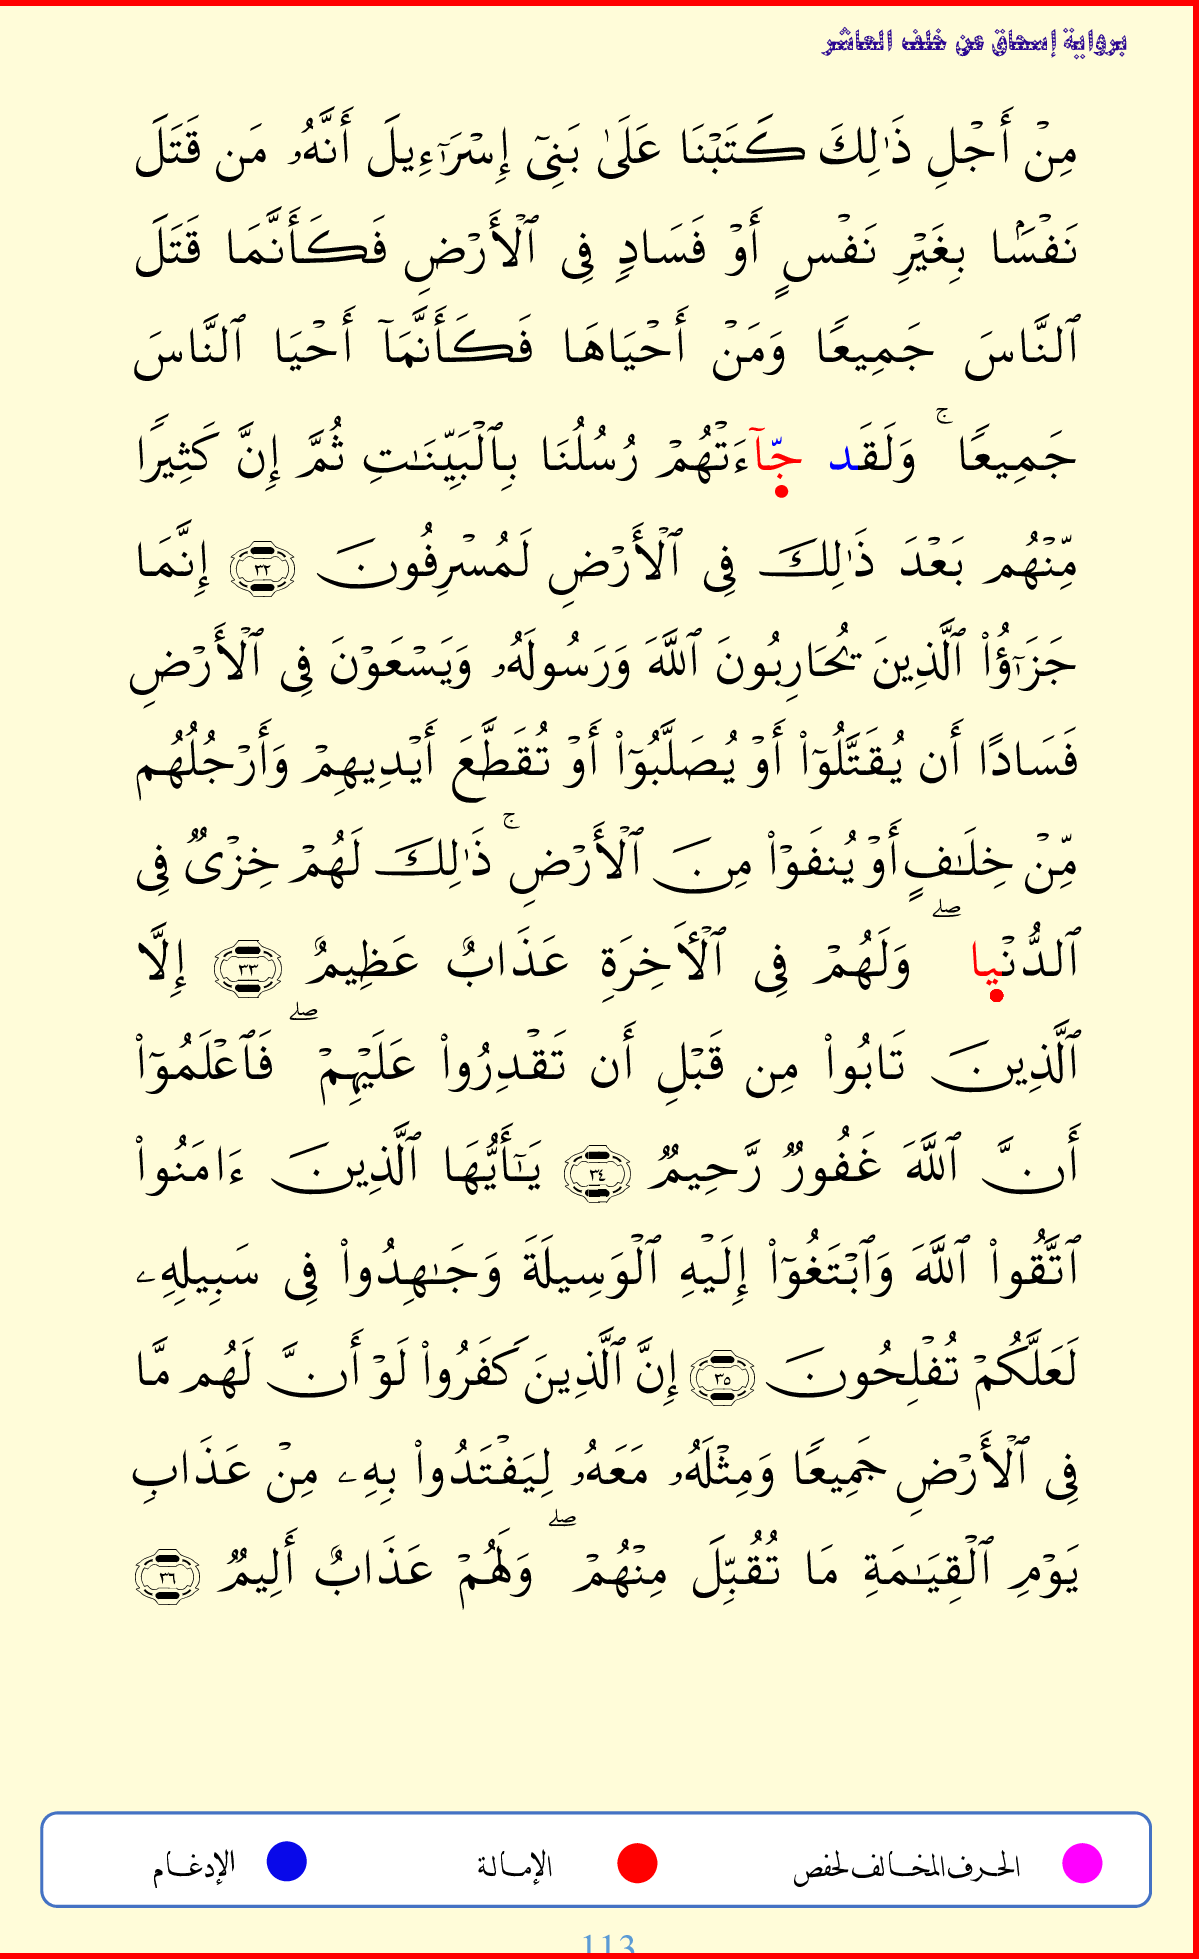 برواية إسحاق عن خلف العاشر
مِنۡ أَجۡلِ ذَٰلِكَ كَتَبۡنَا عَلَىٰ بَنِيٓ إِسۡرَٰٓءِيلَ أَنَّهُۥ مَن قَتَلَ
نَفۡسَۢا بِغَيۡرِ نَفۡسٍ أَوۡ فَسَادٖ فِي ٱلۡأَرۡضِ فَكَأَنَّمَا قَتَلَ
ٱلنَّاسَ جَمِيعٗا وَمَنۡ أَحۡيَاهَا فَكَأَنَّمَآ أَحۡيَا ٱلنَّاسَ
جَمِيعٗاۚ وَلَقَد جّآءَتۡهُمۡ رُسُلُنَا بِٱلۡبَيِّنَٰتِ ثُمَّ إِنَّ كَثِيرٗا
مِّنۡهُم بَعۡدَ ذَٰلِكَ فِي ٱلۡأَرۡضِ لَمُسۡرِفُونَ ٣٢ إِنَّمَا
جَزَٰٓؤُاْ ٱلَّذِينَ يُحَارِبُونَ ٱللَّهَ وَرَسُولَهُۥ وَيَسۡعَوۡنَ فِي ٱلۡأَرۡضِ
فَسَادًا أَن يُقَتَّلُوٓاْ أَوۡ يُصَلَّبُوٓاْ أَوۡ تُقَطَّعَ أَيۡدِيهِمۡ وَأَرۡجُلُهُم
مِّنۡ خِلَٰفٍ أَوۡ يُنفَوۡاْ مِنَ ٱلۡأَرۡضِۚ ذَٰلِكَ لَهُمۡ خِزۡيٞ فِي
ٱلدُّنۡياۖ وَلَهُمۡ فِي ٱلۡأٓخِرَةِ عَذَابٌ عَظِيمٌ ٣٣ إِلَّا
ٱلَّذِينَ تَابُواْ مِن قَبۡلِ أَن تَقۡدِرُواْ عَلَيۡهِمۡۖ فَٱعۡلَمُوٓاْ
أَنَّ ٱللَّهَ غَفُورٞ رَّحِيمٞ ٣٤ يَٰٓأَيُّهَا ٱلَّذِينَ ءَامَنُواْ
ٱتَّقُواْ ٱللَّهَ وَٱبۡتَغُوٓاْ إِلَيۡهِ ٱلۡوَسِيلَةَ وَجَٰهِدُواْ فِي سَبِيلِهِۦ
لَعَلَّكُمۡ تُفۡلِحُونَ ٣٥ إِنَّ ٱلَّذِينَ كَفَرُواْ لَوۡ أَنَّ لَهُم مَّا
فِي ٱلۡأَرۡضِ جَمِيعٗا وَمِثۡلَهُۥ مَعَهُۥ لِيَفۡتَدُواْ بِهِۦ مِنۡ عَذَابِ
يَوۡمِ ٱلۡقِيَٰمَةِ مَا تُقُبِّلَ مِنۡهُمۡۖ وَلَهُمۡ عَذَابٌ أَلِيمٞ ٣٦
الحرف المخالف لحفص الإمالة الإدغام
113